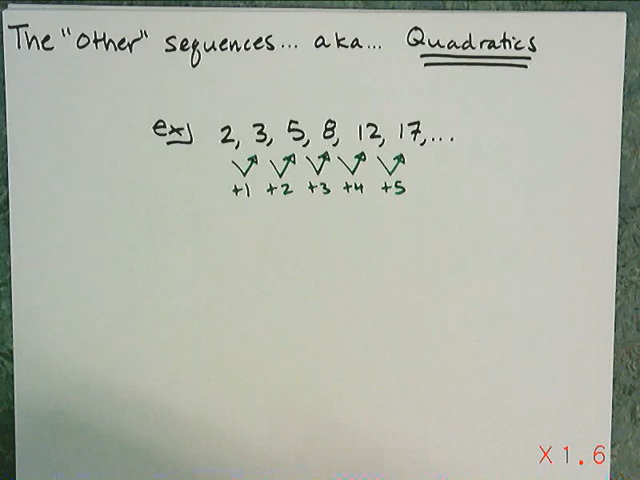 The "other" sequences... aka... Quadratics
ex) 2, 3, 5, 8, 12, 17,...
+1 +2 +3 +4 +5
X1.6